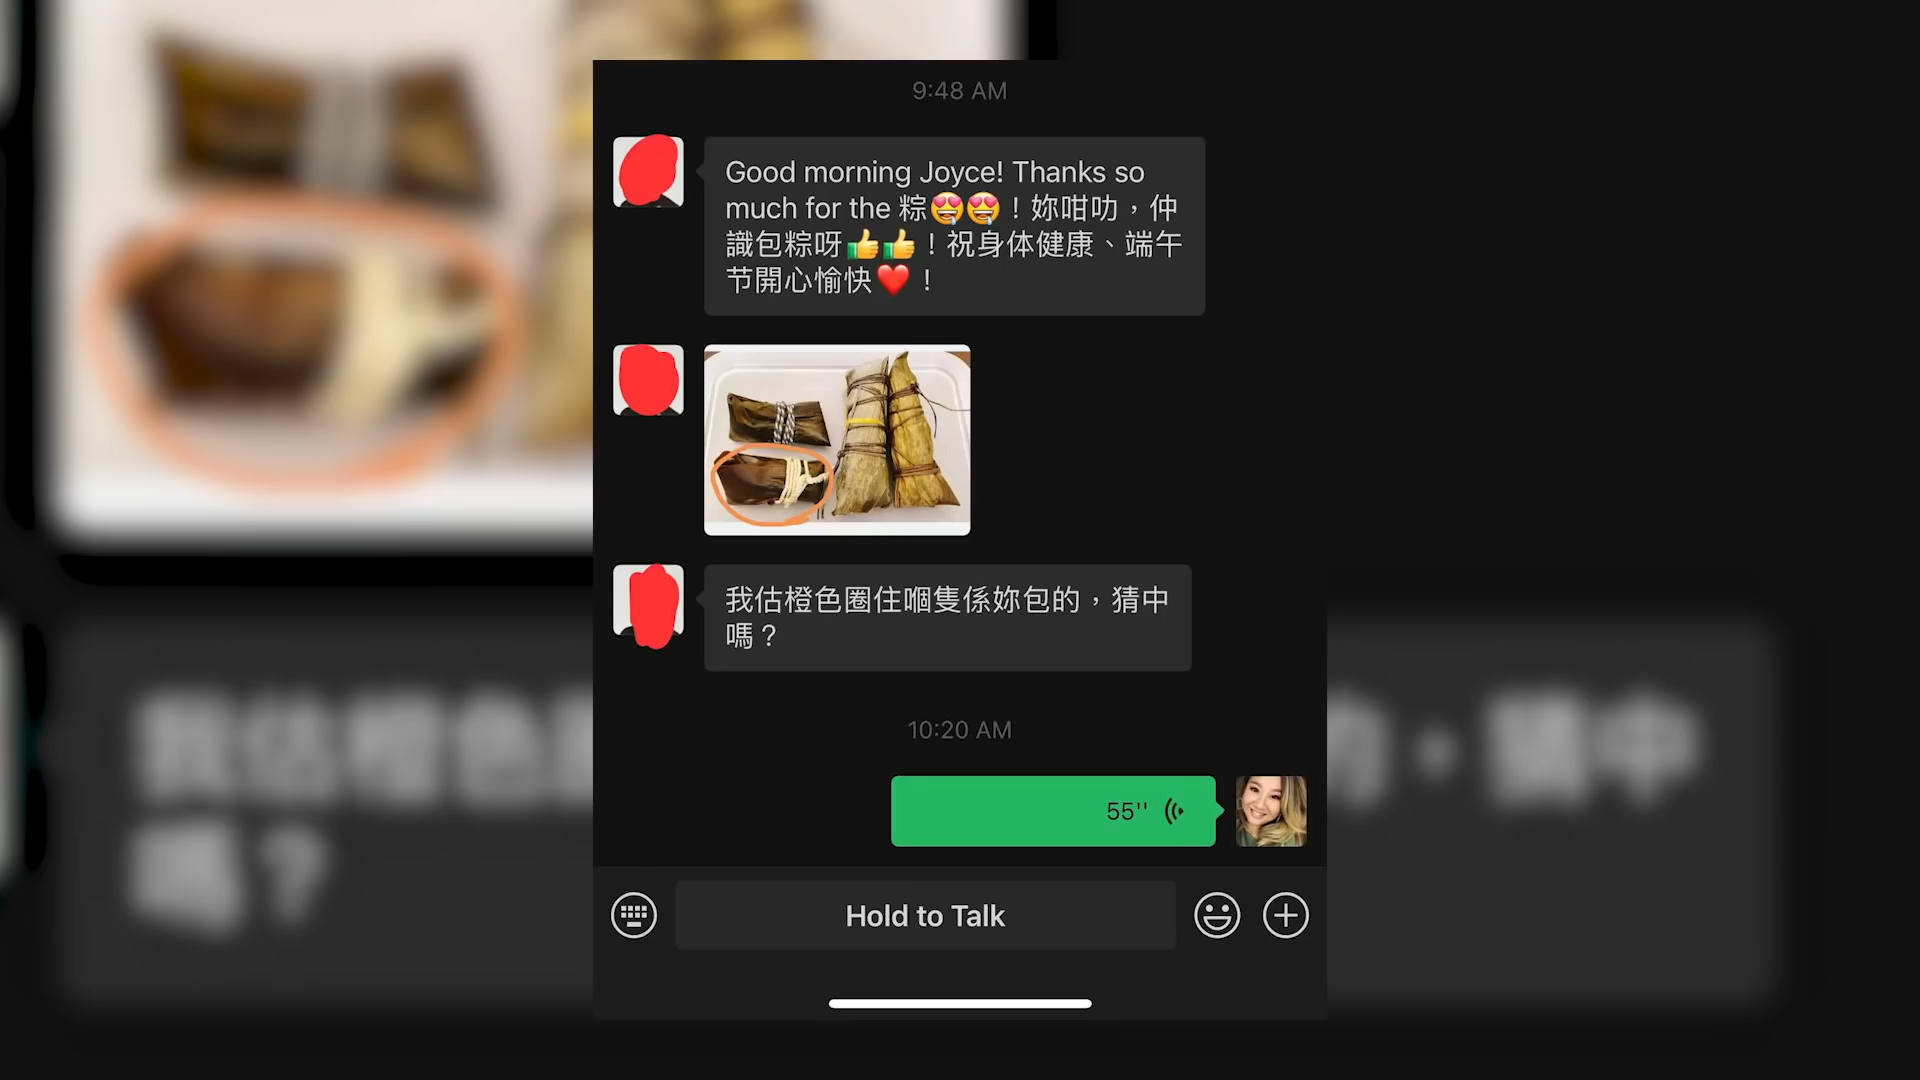 9:48 AM
Good morning Joyce! Thanks so
much for the 粽🤤🤤！妳咁叻，仲
識包粽呀👍👍！祝身体健康、端午
节開心愉快❤️！
我估橙色圈住嗰隻係妳包的，猜中
嗎？
10:20 AM
55''
Hold to Talk